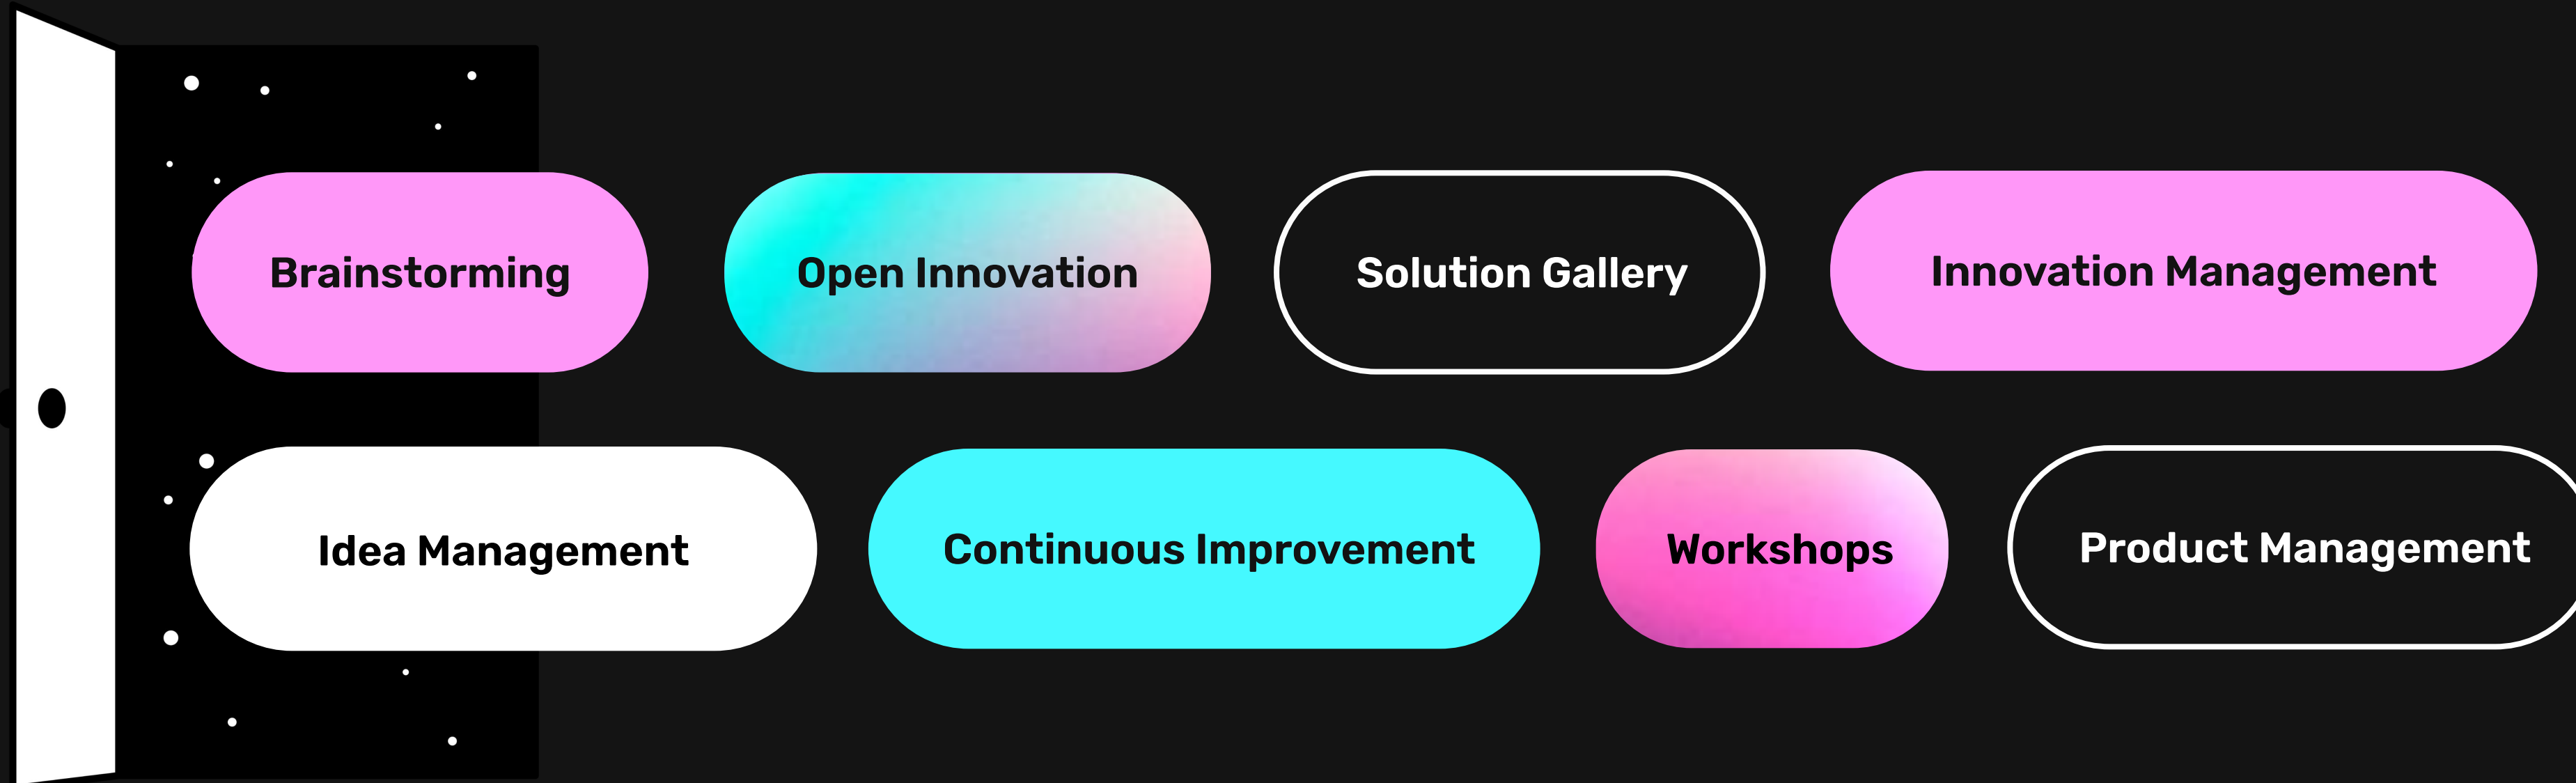 Brainstorming
Open Innovation
Solution Gallery
Innovation Management
Idea Management
Continuous Improvement
Workshops
Product Management